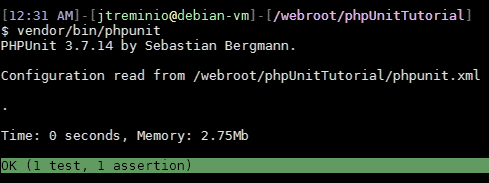 [12:31 AM]-[jtreminio@debian-vm]-[/webroot/phpUnitTutorial]
$ vendor/bin/phpunit
PHPUnit 3.7.14 by Sebastian Bergmann.
Configuration read from /webroot/phpUnitTutorial/phpunit.xml
.
Time: 0 seconds, Memory: 2.75Mb
OK (1 test, 1 assertion)